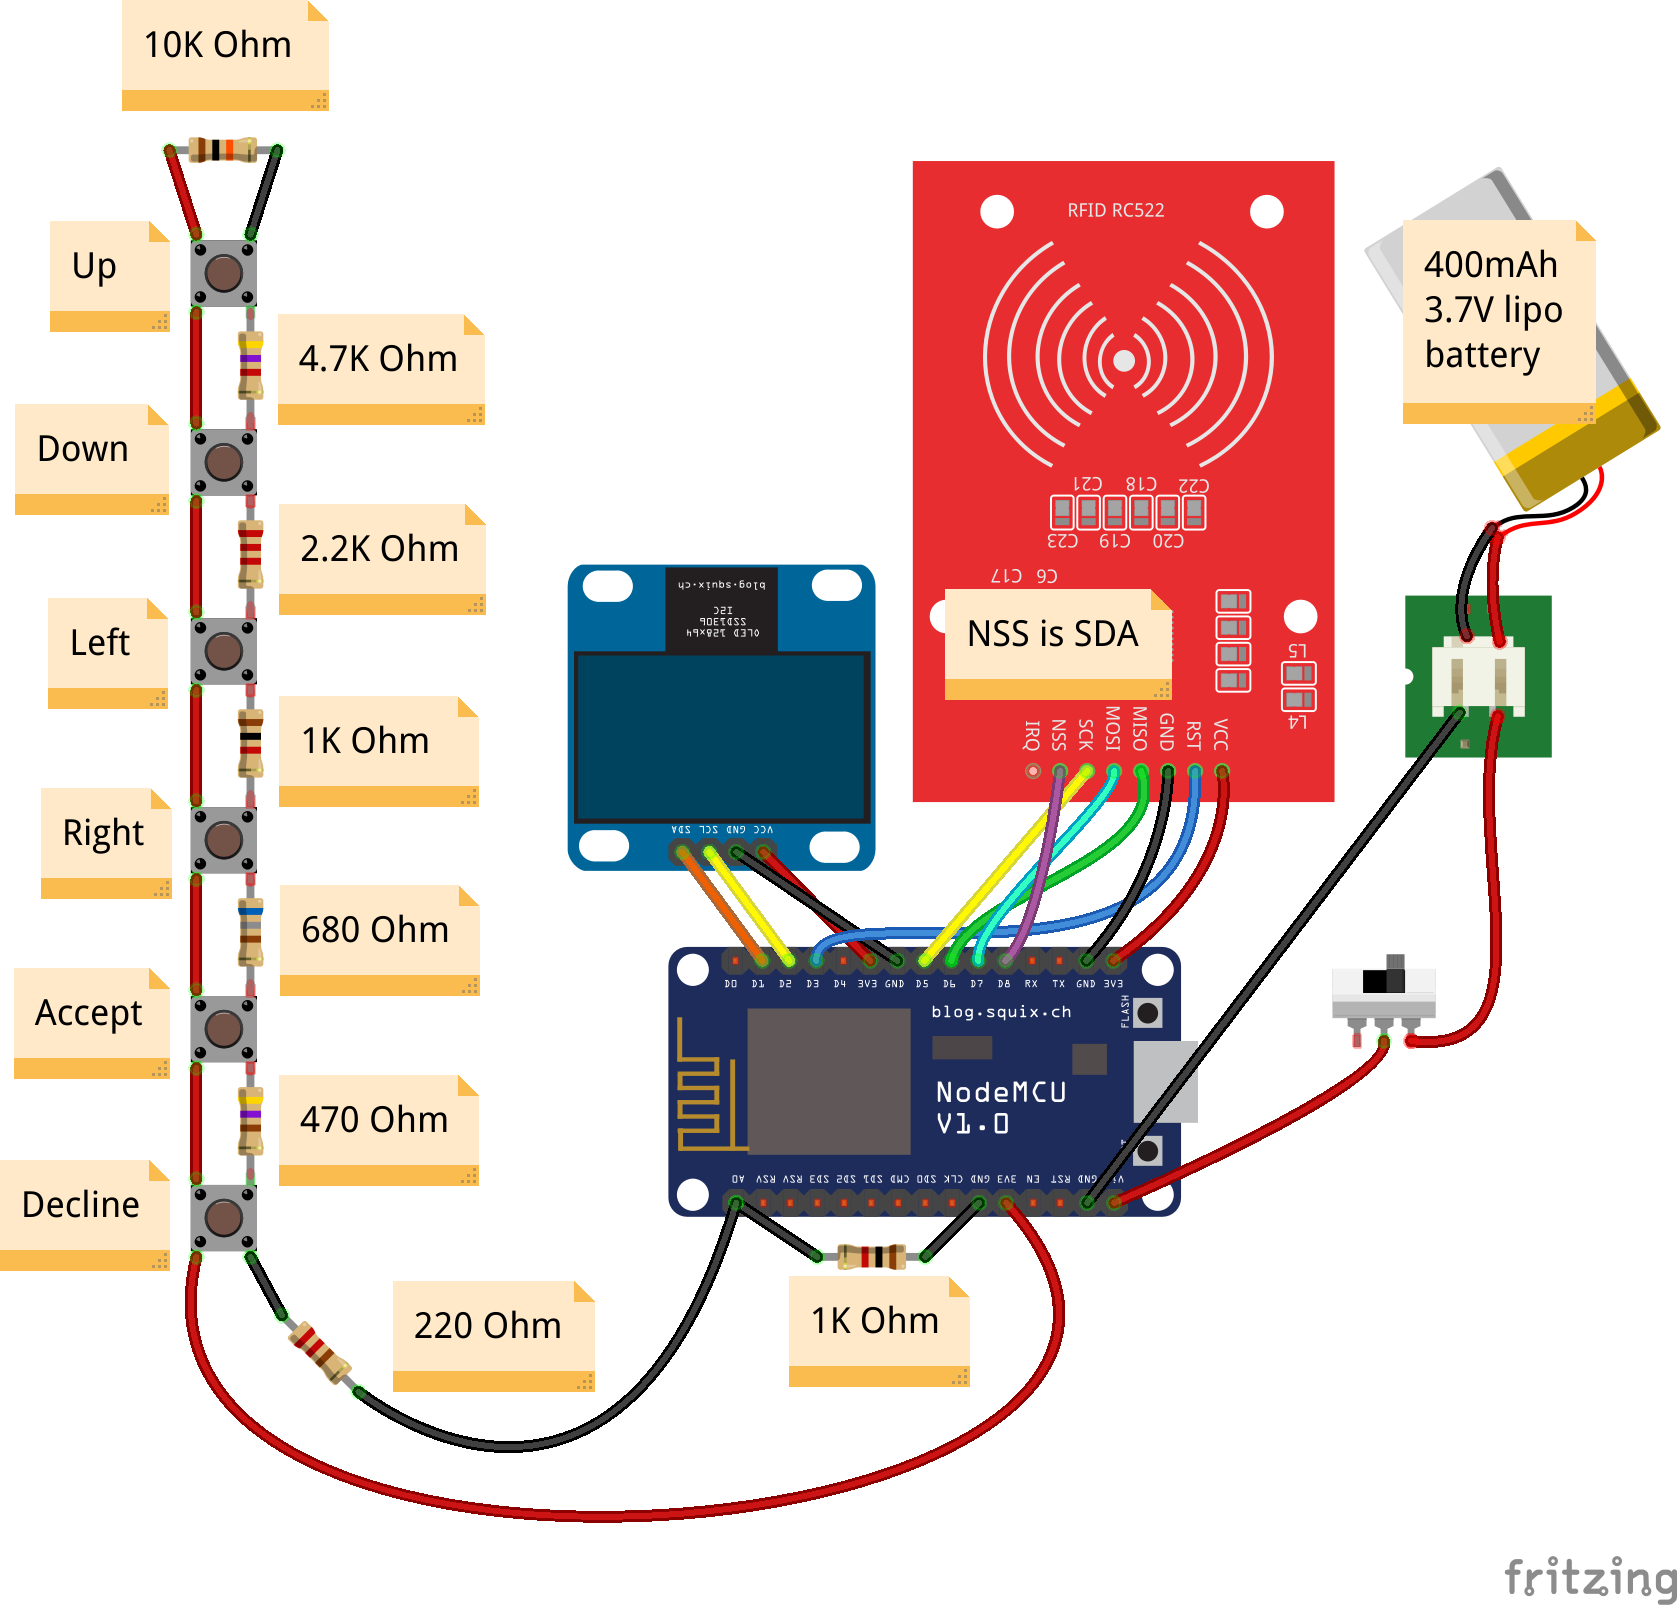 10K Ohm
Up
4.7K Ohm
Down
2.2K Ohm
Left
1K Ohm
Right
680 Ohm
Accept
470 Ohm
Decline
220 Ohm
1K Ohm
blog.squix.ch
I2C
SSD1306
OLED 128x64
SDA SCL GND VCC
RFID RC522
C21 C18 C22
C23 C19 C20
C17 C6
NSS is SDA
L5
L4
IRQ NSS SCK MOSI MISO GND RST VCC
400mAh
3.7V lipo
battery
D0 D1 D2 D3 D4 3V3 GND D5 D6 D7 D8 RX TX GND 3V3
blog.squix.ch
FLASH
NodeMCU
V1.0
A0 RSV RSV SD3 SD2 SD1 CMD SD0 CLK GND 3V3 EN RST GND Vi
fritzing